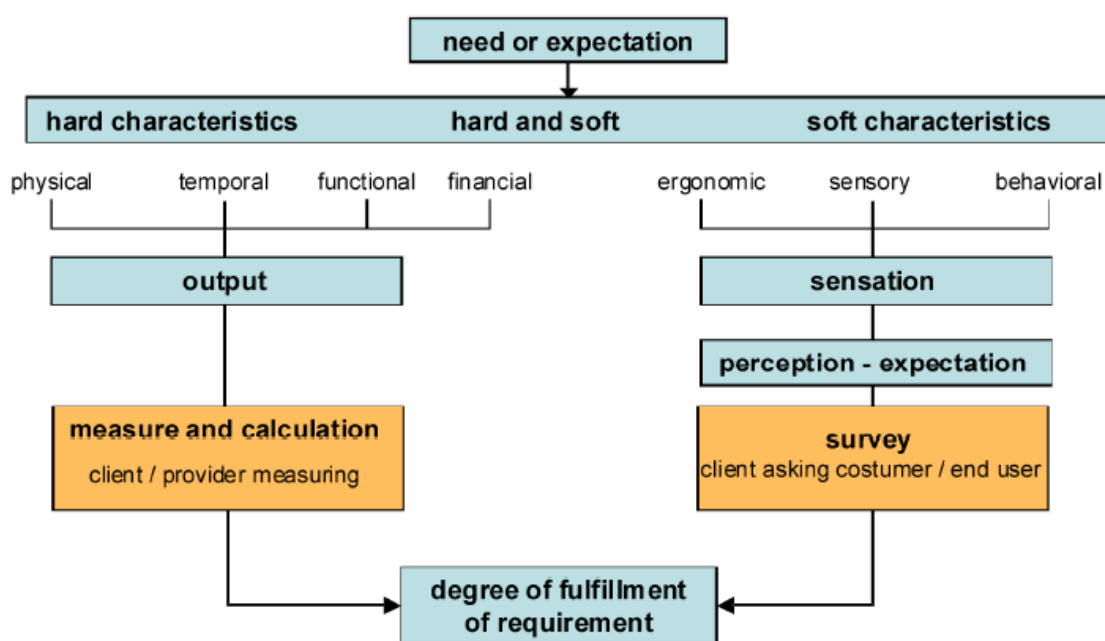 need or expectation
hard characteristics hard and soft soft characteristics
physical temporal functional financial ergonomic sensory behavioral
output sensation
perception - expectation
measure and calculation
client / provider measuring
survey
client asking costumer / end user
degree of fulfillment
of requirement